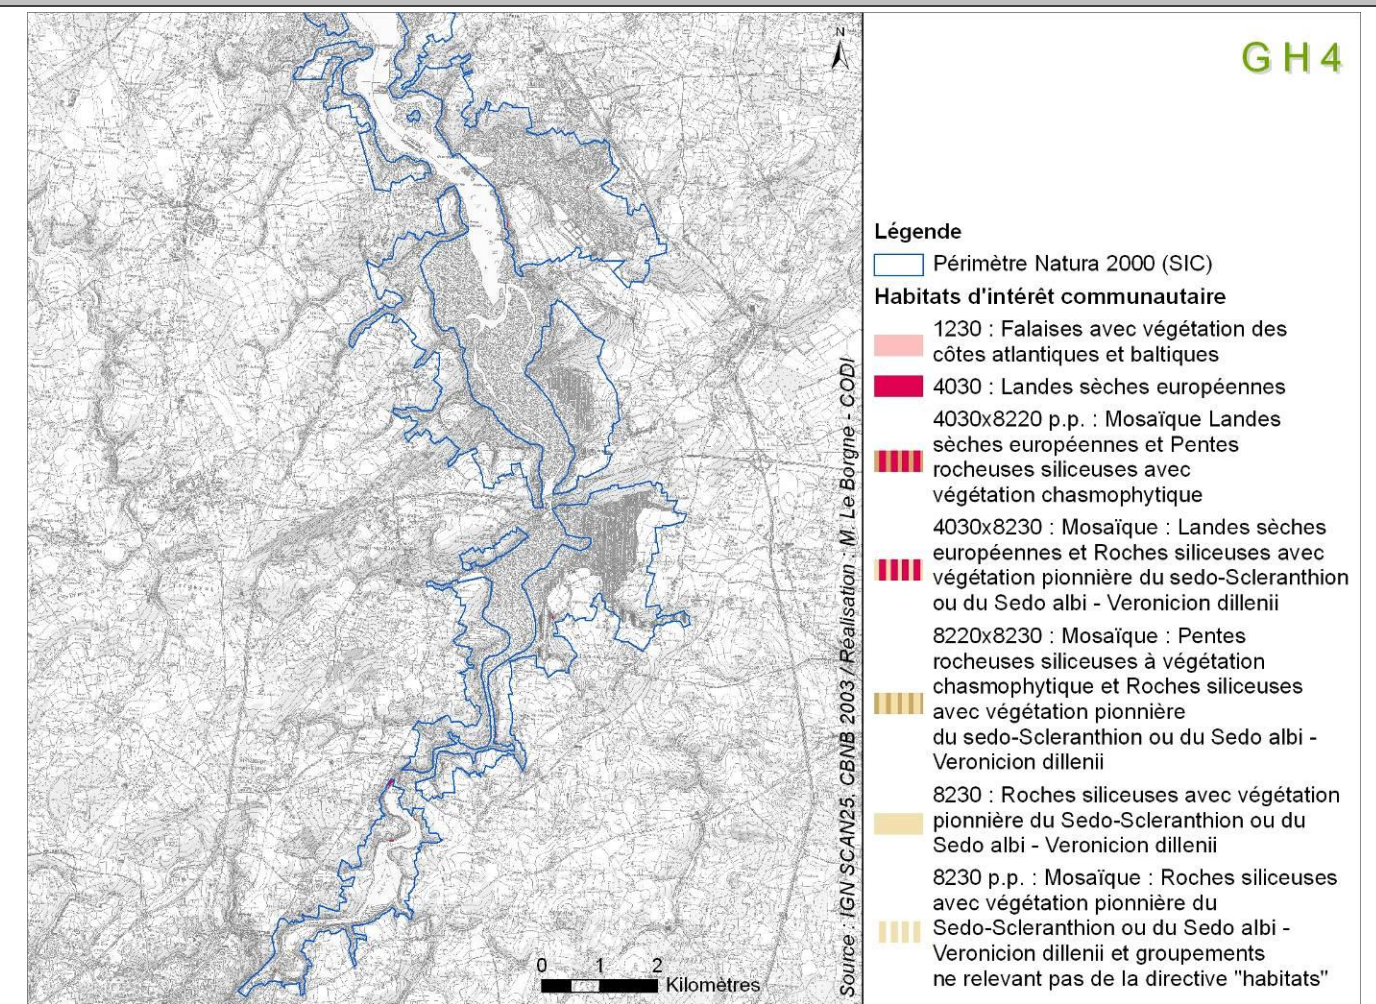 N
G H 4
Légende
Périmètre Natura 2000 (SIC)
Habitats d'intérêt communautaire
1230 : Falaises avec végétation des
côtes atlantiques et baltiques
4030 : Landes sèches européennes
4030x8220 p.p. : Mosaïque Landes
sèches européennes et Pentes
rocheuses siliceuses avec
végétation chasmophytique
4030x8230 : Mosaïque : Landes sèches
européennes et Roches siliceuses avec
végétation pionnière du sedo-Scleranthion
ou du Sedo albi - Veronicion dillenii
8220x8230 : Mosaïque : Pentes
rocheuses siliceuses à végétation
chasmophytique et Roches siliceuses
avec végétation pionnière
du sedo-Scleranthion ou du Sedo albi -
Veronicion dillenii
8230 : Roches siliceuses avec végétation
pionnière du Sedo-Scleranthion ou du
Sedo albi - Veronicion dillenii
8230 p.p. : Mosaïque : Roches siliceuses
avec végétation pionnière du
Sedo-Scleranthion ou du Sedo albi -
Veronicion dillenii et groupements
ne relevant pas de la directive "habitats"
Source : IGN SCAN25, CBNB 2003 / Réalisation : M. Le Borgne - CODI
0 1 2
Kilomètres